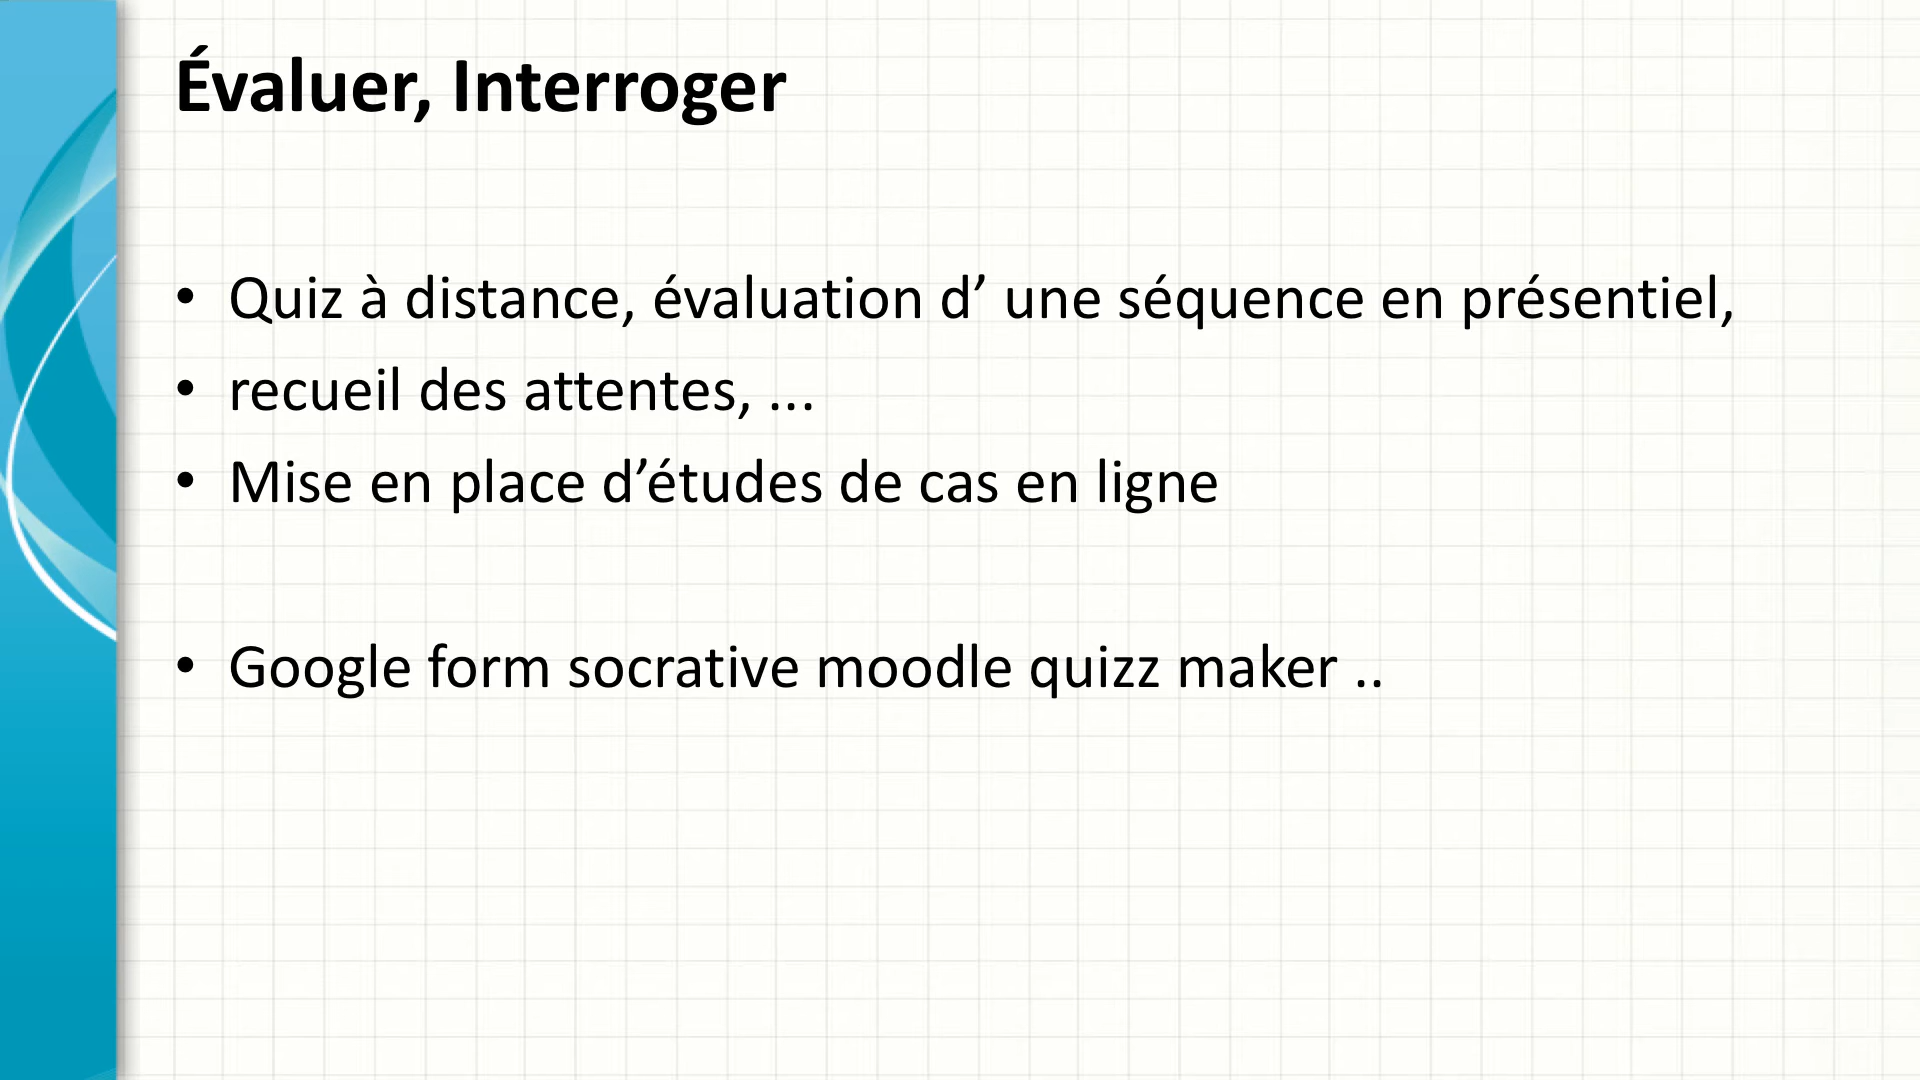 Évaluer, Interroger
• Quiz à distance, évaluation d’ une séquence en présentiel,
• recueil des attentes, ...
• Mise en place d’études de cas en ligne
• Google form socrative moodle quizz maker ..